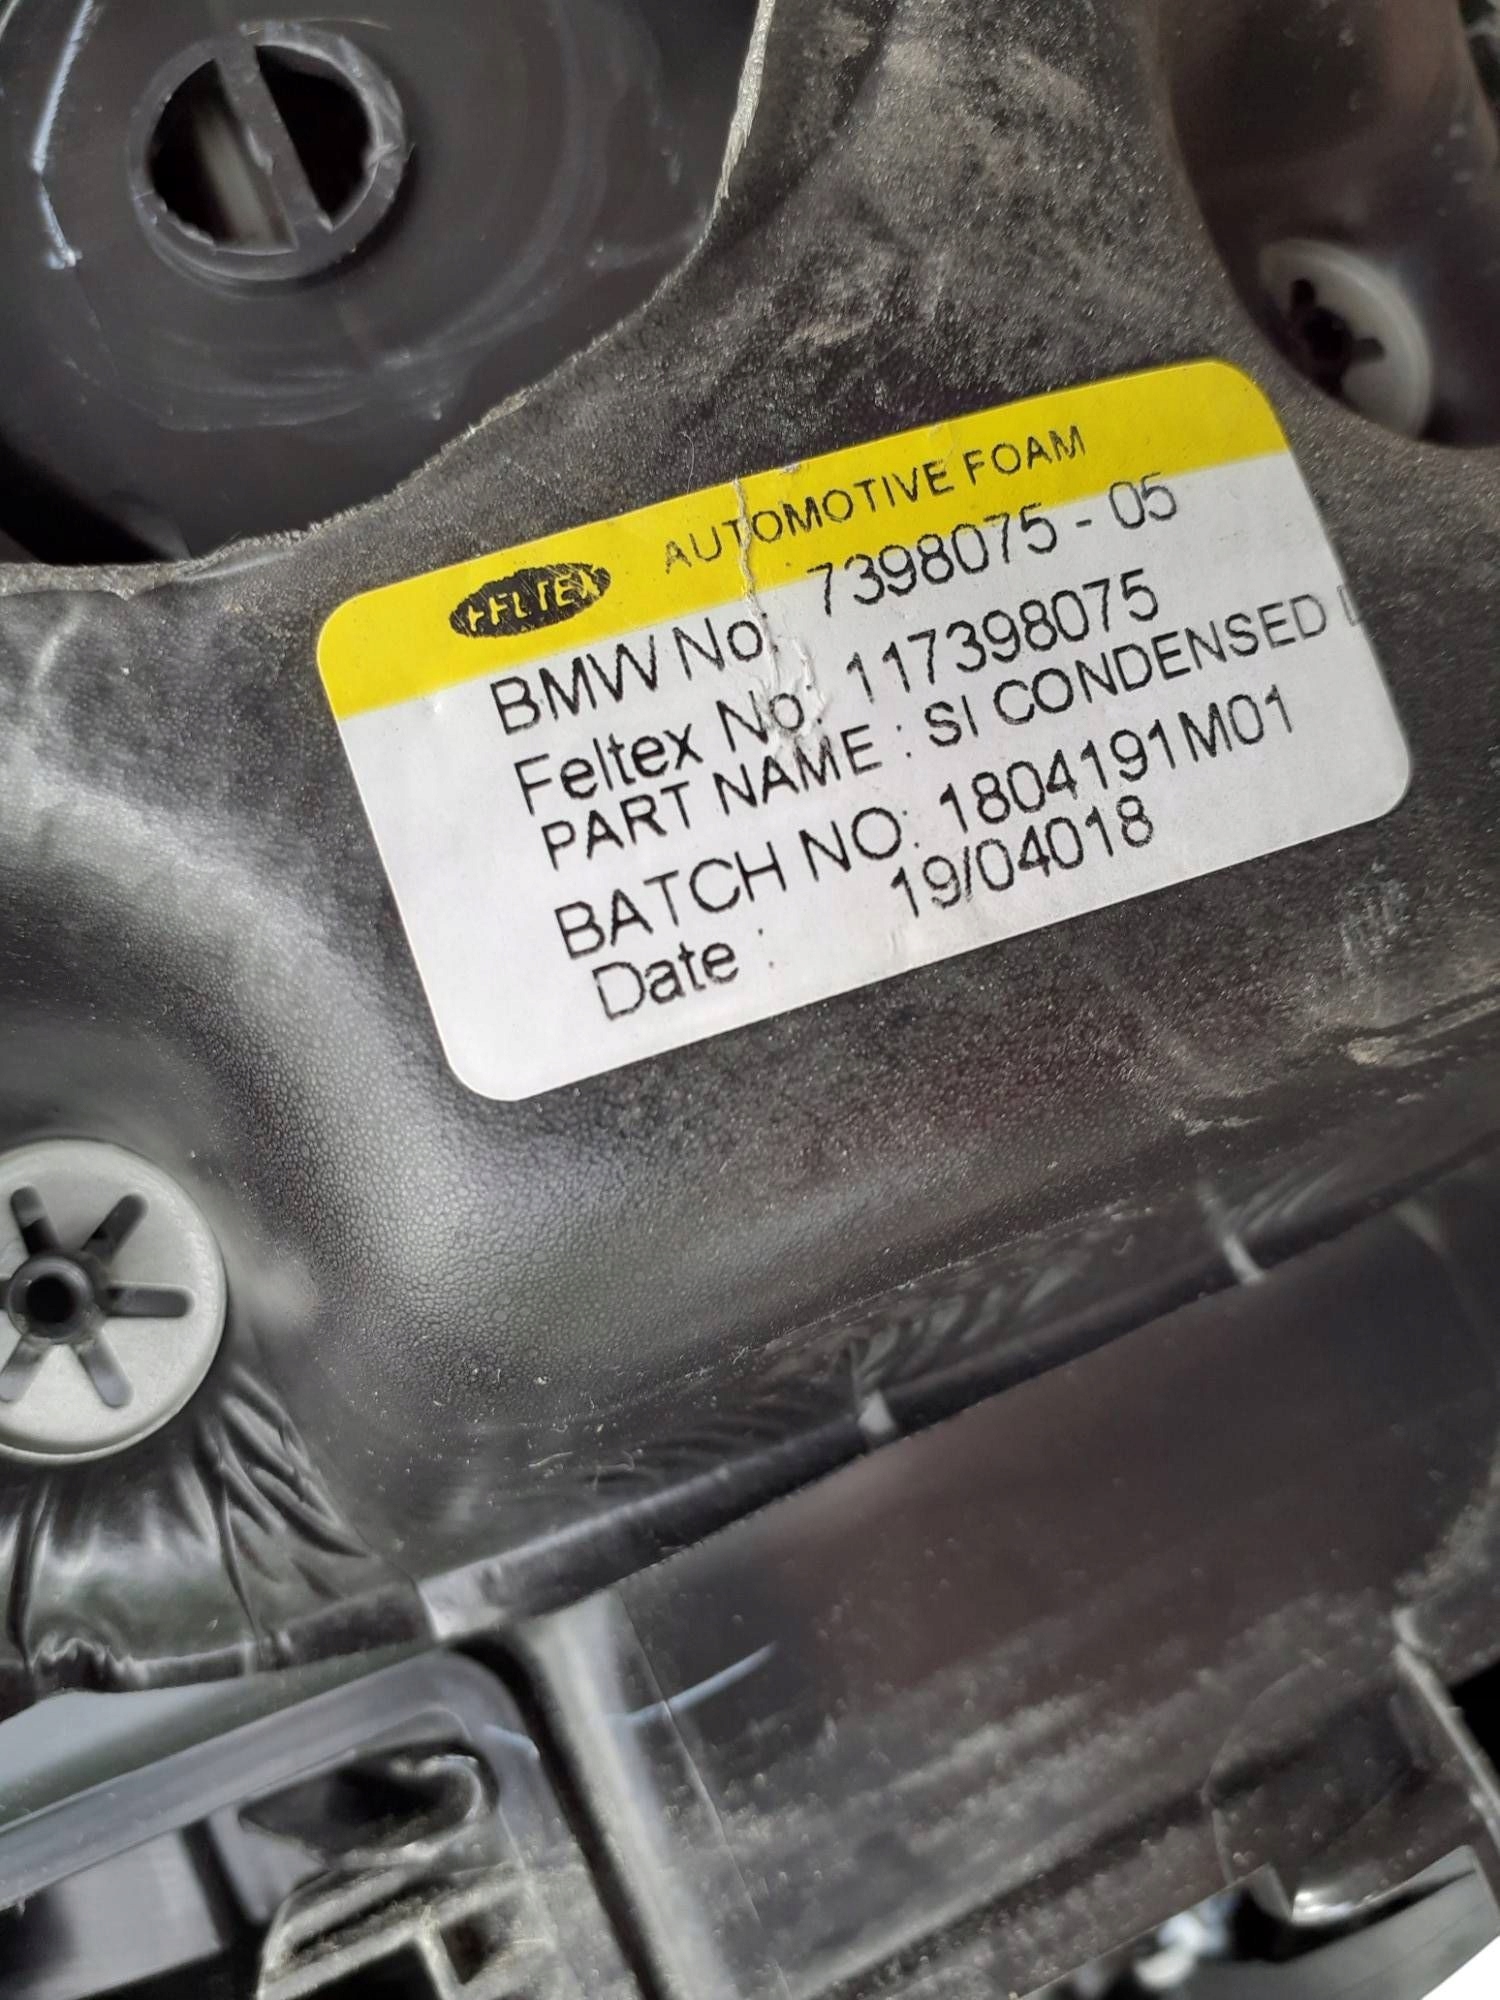 FELTEX AUTOMOTIVE FOAM
BMW No: 7398075 - 05
Feltex No: 117398075
PART NAME : SI CONDENSED
BATCH NO: 1804191M01
Date : 19/04018